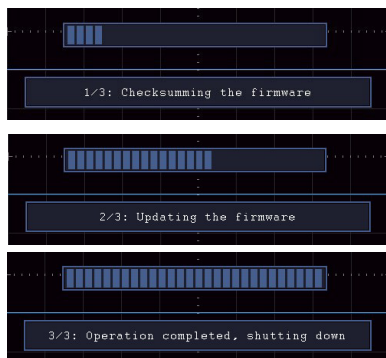 1/3: Checksumming the firmware
2/3: Updating the firmware
3/3: Operation completed, shutting down